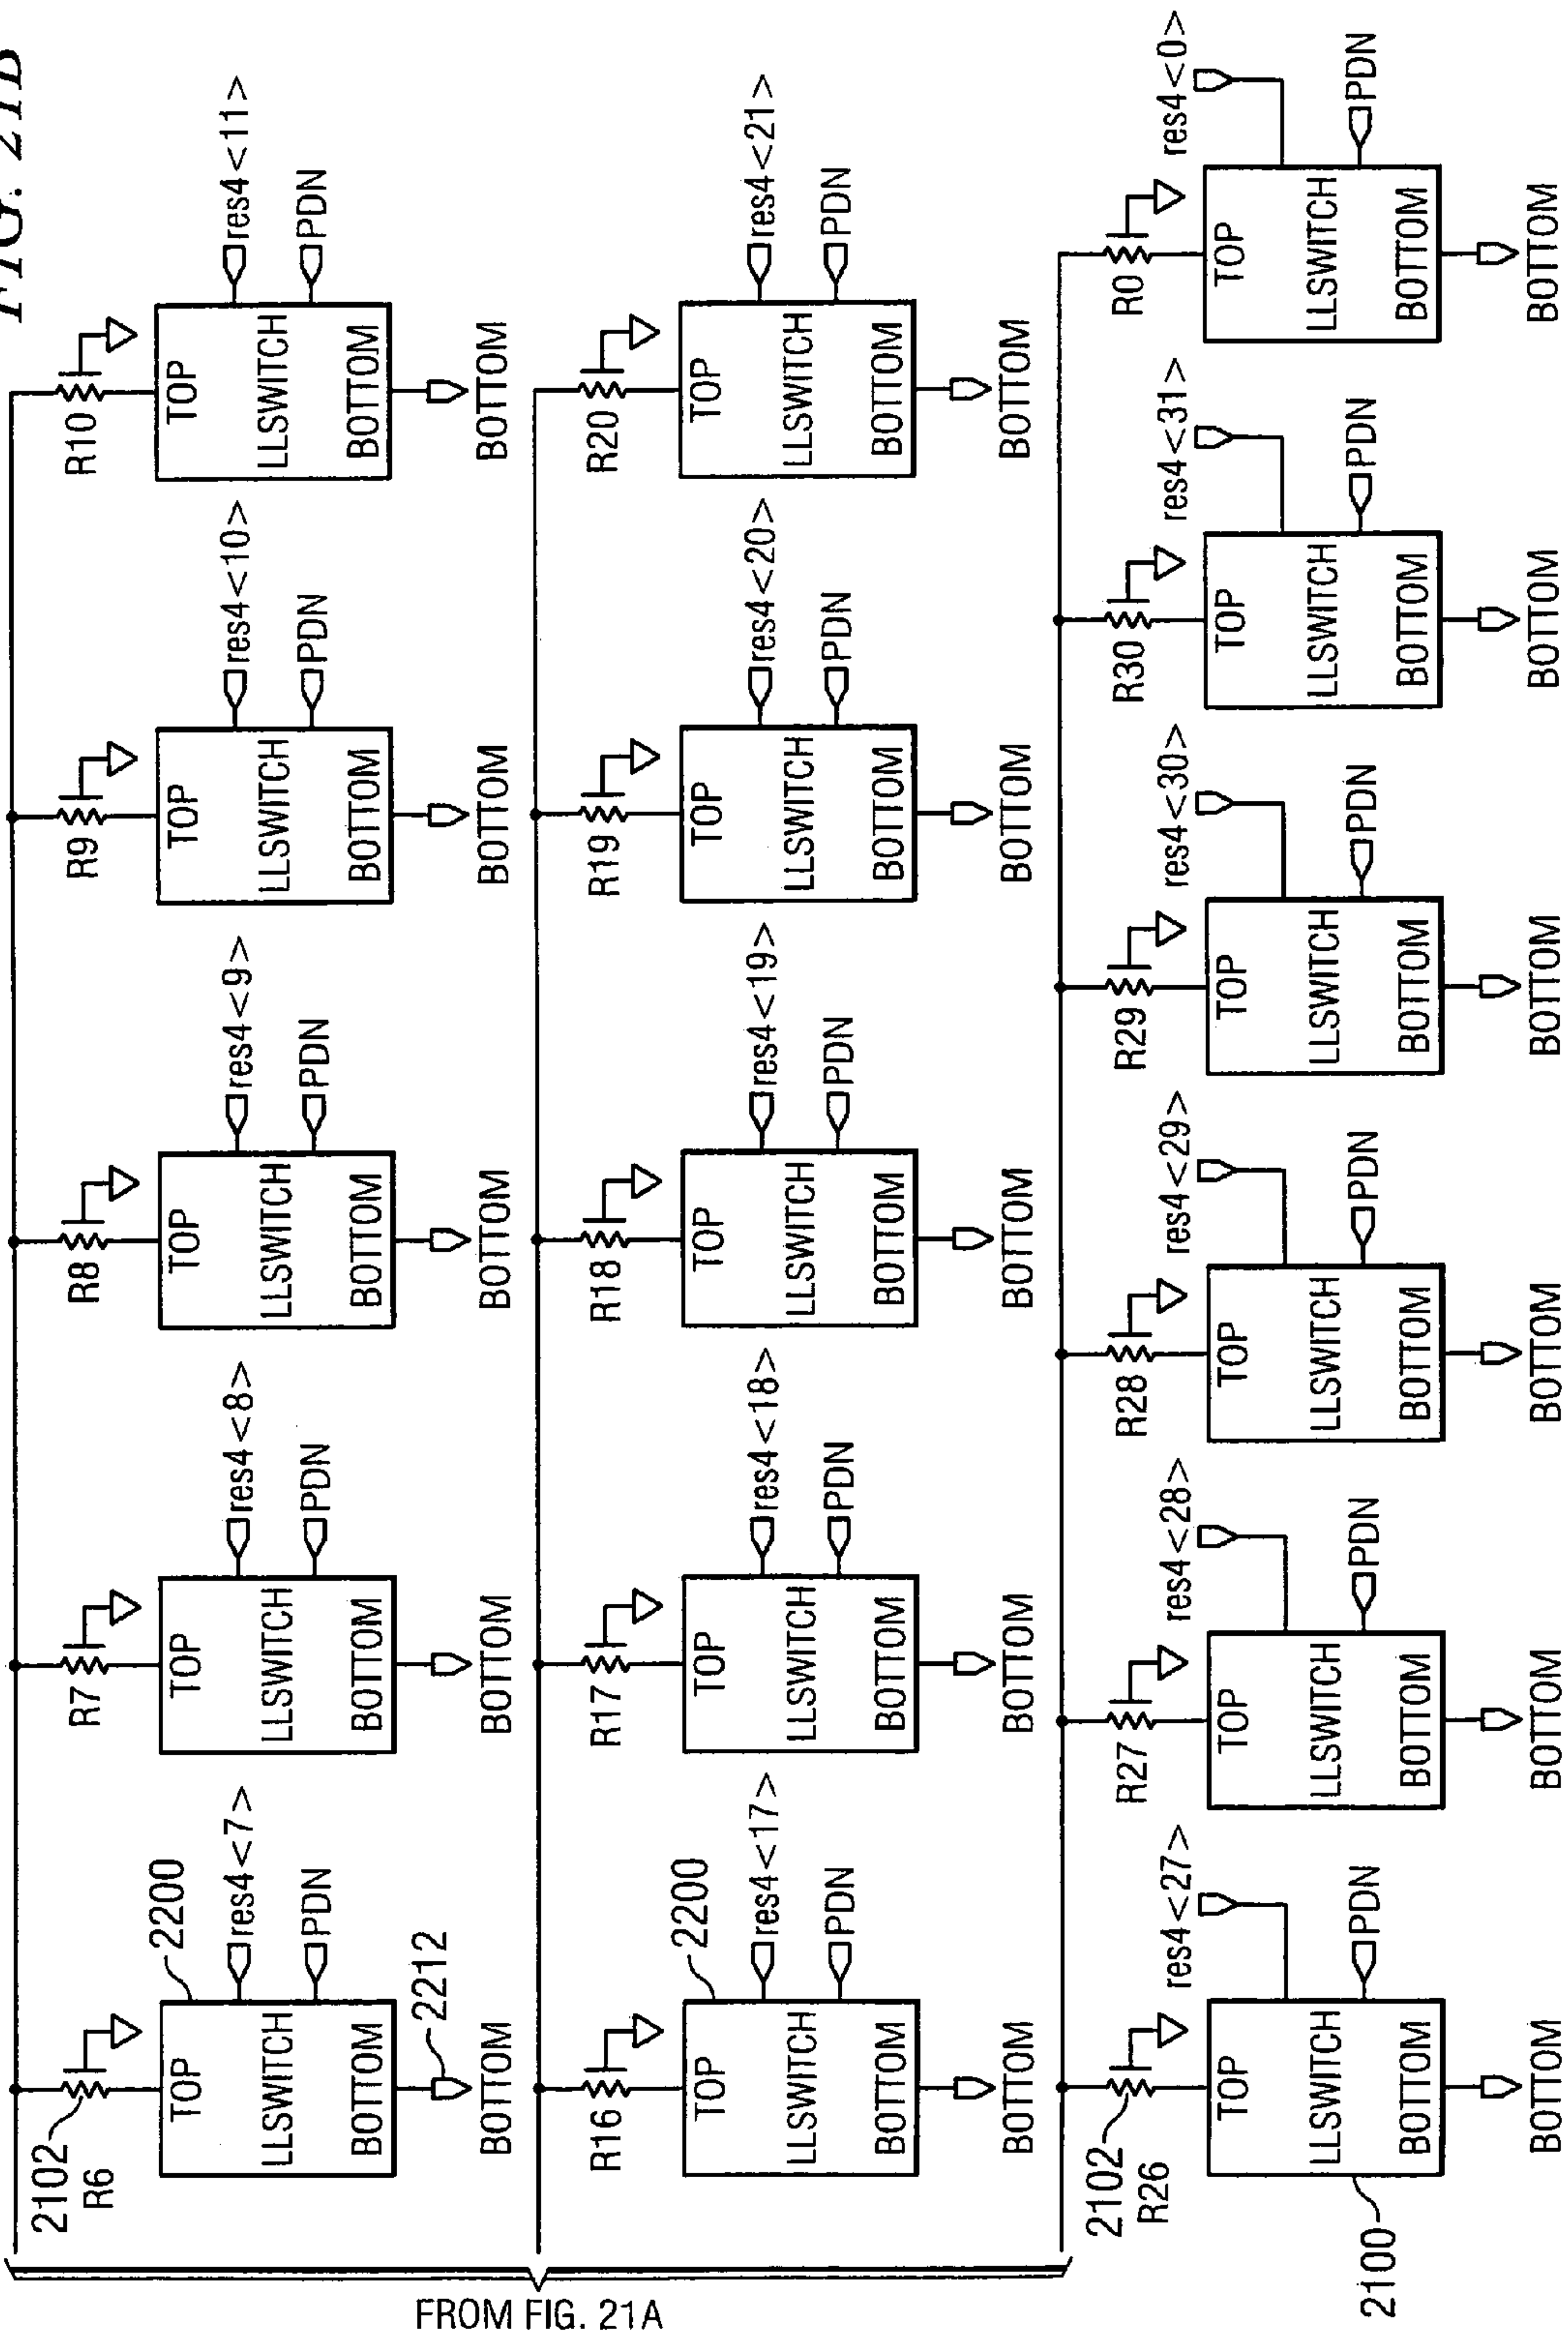 FIG. 21B
2102
R6
R7
R8
R9
R10
TOP
LLSWITCH
BOTTOM
2200
res4<7>
PDN
2212
BOTTOM
TOP
LLSWITCH
BOTTOM
res4<8>
PDN
BOTTOM
TOP
LLSWITCH
BOTTOM
res4<9>
PDN
BOTTOM
TOP
LLSWITCH
BOTTOM
res4<10>
PDN
BOTTOM
TOP
LLSWITCH
BOTTOM
res4<11>
PDN
BOTTOM
R16
R17
R18
R19
R20
TOP
LLSWITCH
BOTTOM
2200
res4<17>
PDN
BOTTOM
TOP
LLSWITCH
BOTTOM
res4<18>
PDN
BOTTOM
TOP
LLSWITCH
BOTTOM
res4<19>
PDN
BOTTOM
TOP
LLSWITCH
BOTTOM
res4<20>
PDN
BOTTOM
TOP
LLSWITCH
BOTTOM
res4<21>
PDN
BOTTOM
2102
R26
R27
R28
R29
R30
R0
TOP
LLSWITCH
BOTTOM
2100
res4<27>
PDN
BOTTOM
TOP
LLSWITCH
BOTTOM
res4<28>
PDN
BOTTOM
TOP
LLSWITCH
BOTTOM
res4<29>
PDN
BOTTOM
TOP
LLSWITCH
BOTTOM
res4<30>
PDN
BOTTOM
TOP
LLSWITCH
BOTTOM
res4<31>
PDN
BOTTOM
TOP
LLSWITCH
BOTTOM
res4<0>
PDN
BOTTOM
FROM FIG. 21A